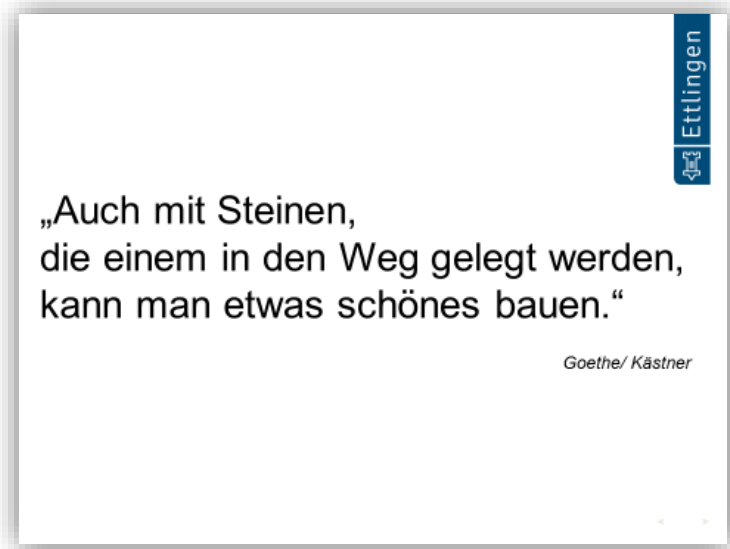 Ettlingen
„Auch mit Steinen,
die einem in den Weg gelegt werden,
kann man etwas schönes bauen.“
Goethe/ Kästner